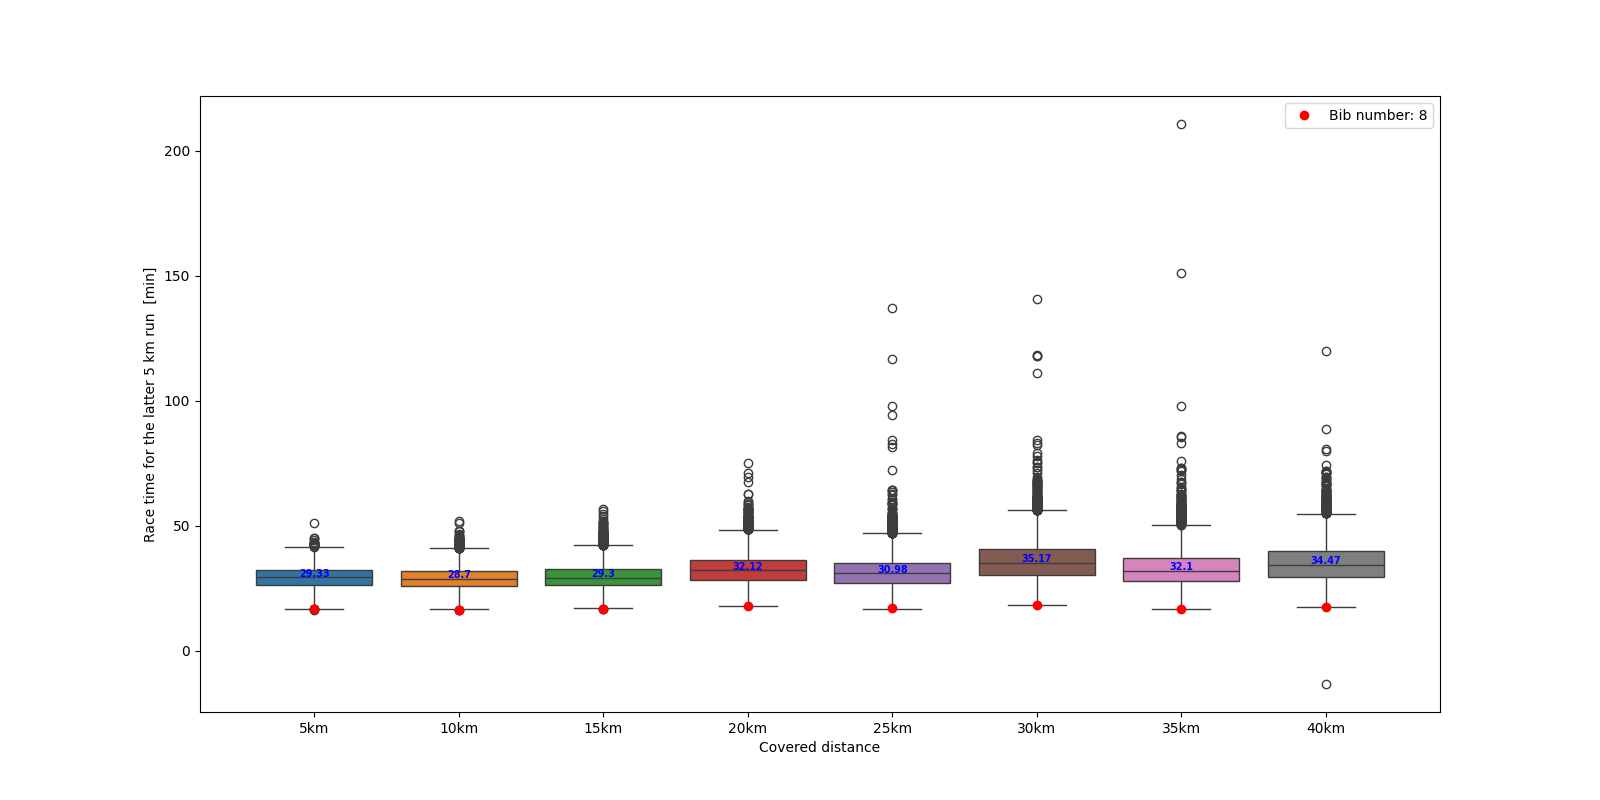 Bib number: 8
Race time for the latter 5 km run [min]
200
150
100
50
0
29.33
28.7
29.3
32.12
30.98
35.17
32.1
34.47
5km
10km
15km
20km
25km
30km
35km
40km
Covered distance